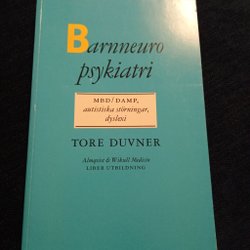 Barnneuro
psykiatri
MBD/DAMP,
autistiska störningar,
dyslexi
TORE DUVNER
Almqvist & Wiksell Medicin
LIBER UTBILDNING